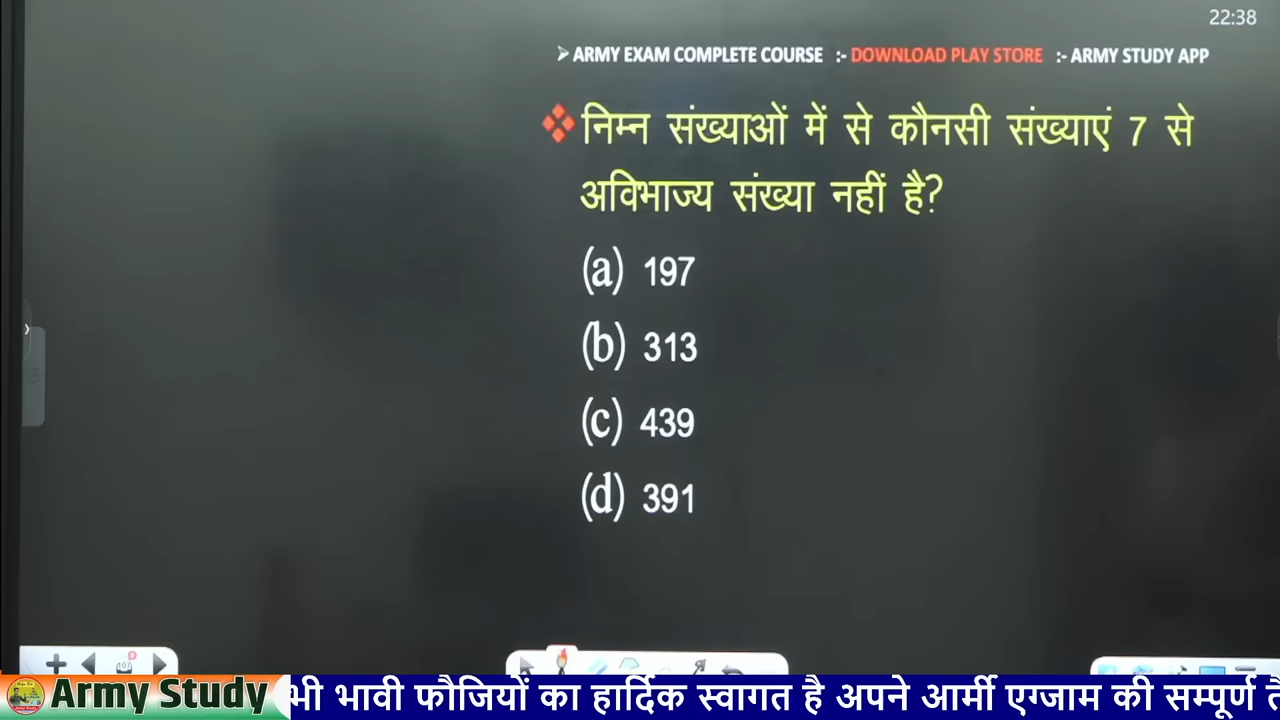 22:38
➢ ARMY EXAM COMPLETE COURSE :- DOWNLOAD PLAY STORE :- ARMY STUDY APP
❖ निम्न संख्याओं में से कौनसी संख्याएं 7 से
अविभाज्य संख्या नहीं है?
(a) 197
(b) 313
(c) 439
(d) 391
Army Study भी भावी फौजियों का हार्दिक स्वागत है अपने आर्मी एग्जाम की सम्पूर्ण